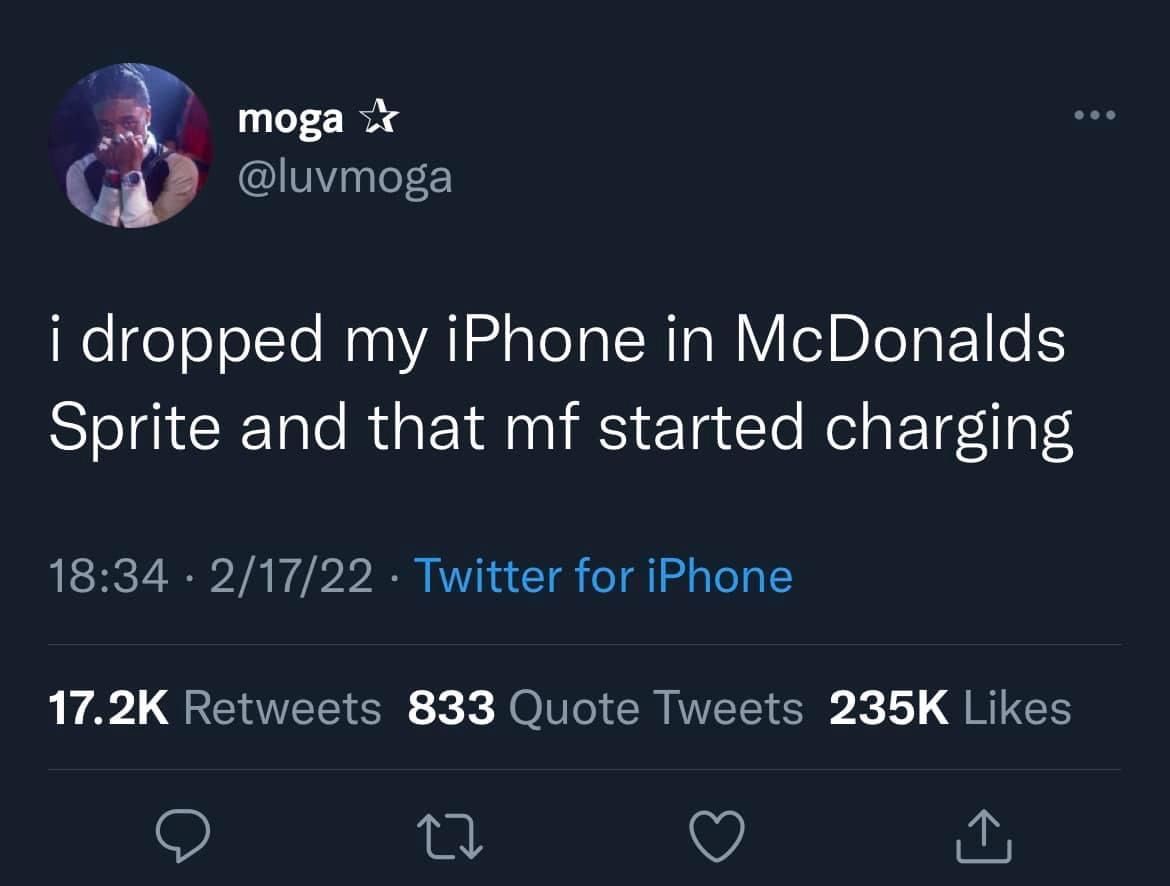 moga ☆
@luvmoga
i dropped my iPhone in McDonalds
Sprite and that mf started charging
18:34 · 2/17/22 · Twitter for iPhone
17.2K Retweets 833 Quote Tweets 235K Likes